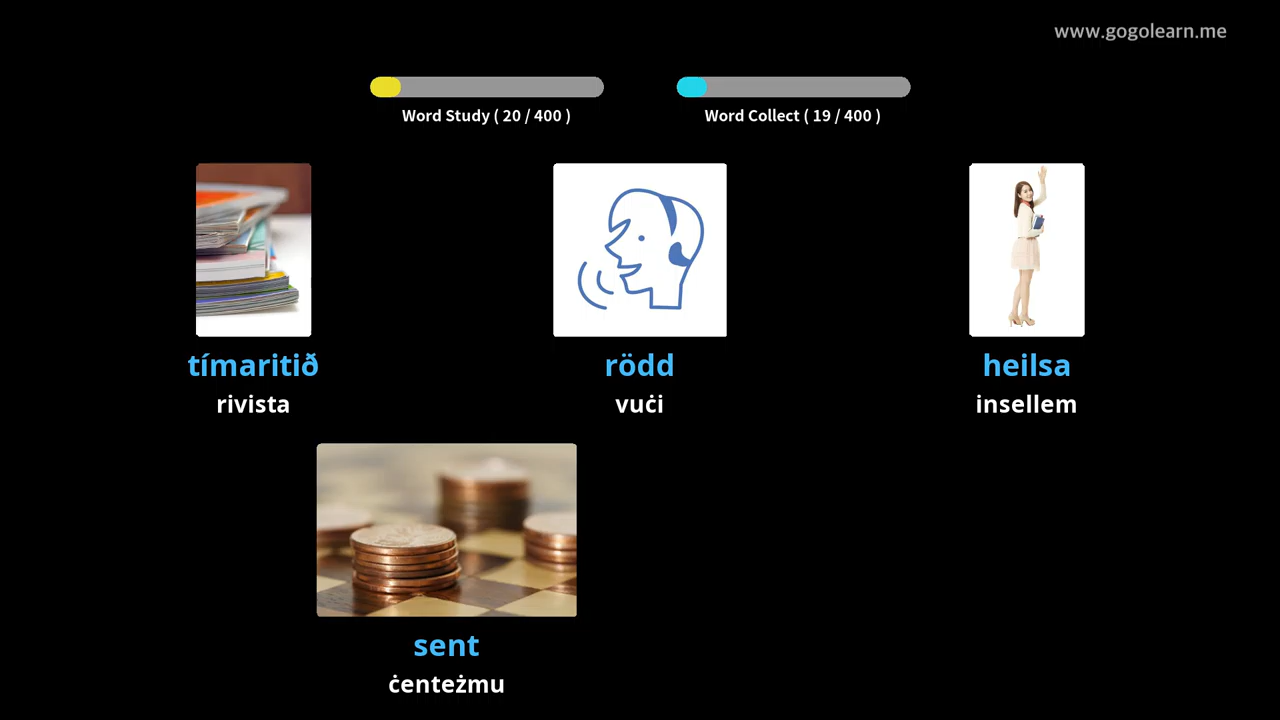 www.gogolearn.me
Word Study ( 20 / 400 )
Word Collect ( 19 / 400 )
tímaritið
rödd
heilsa
rivista
vuċi
insellem
sent
ċenteżmu